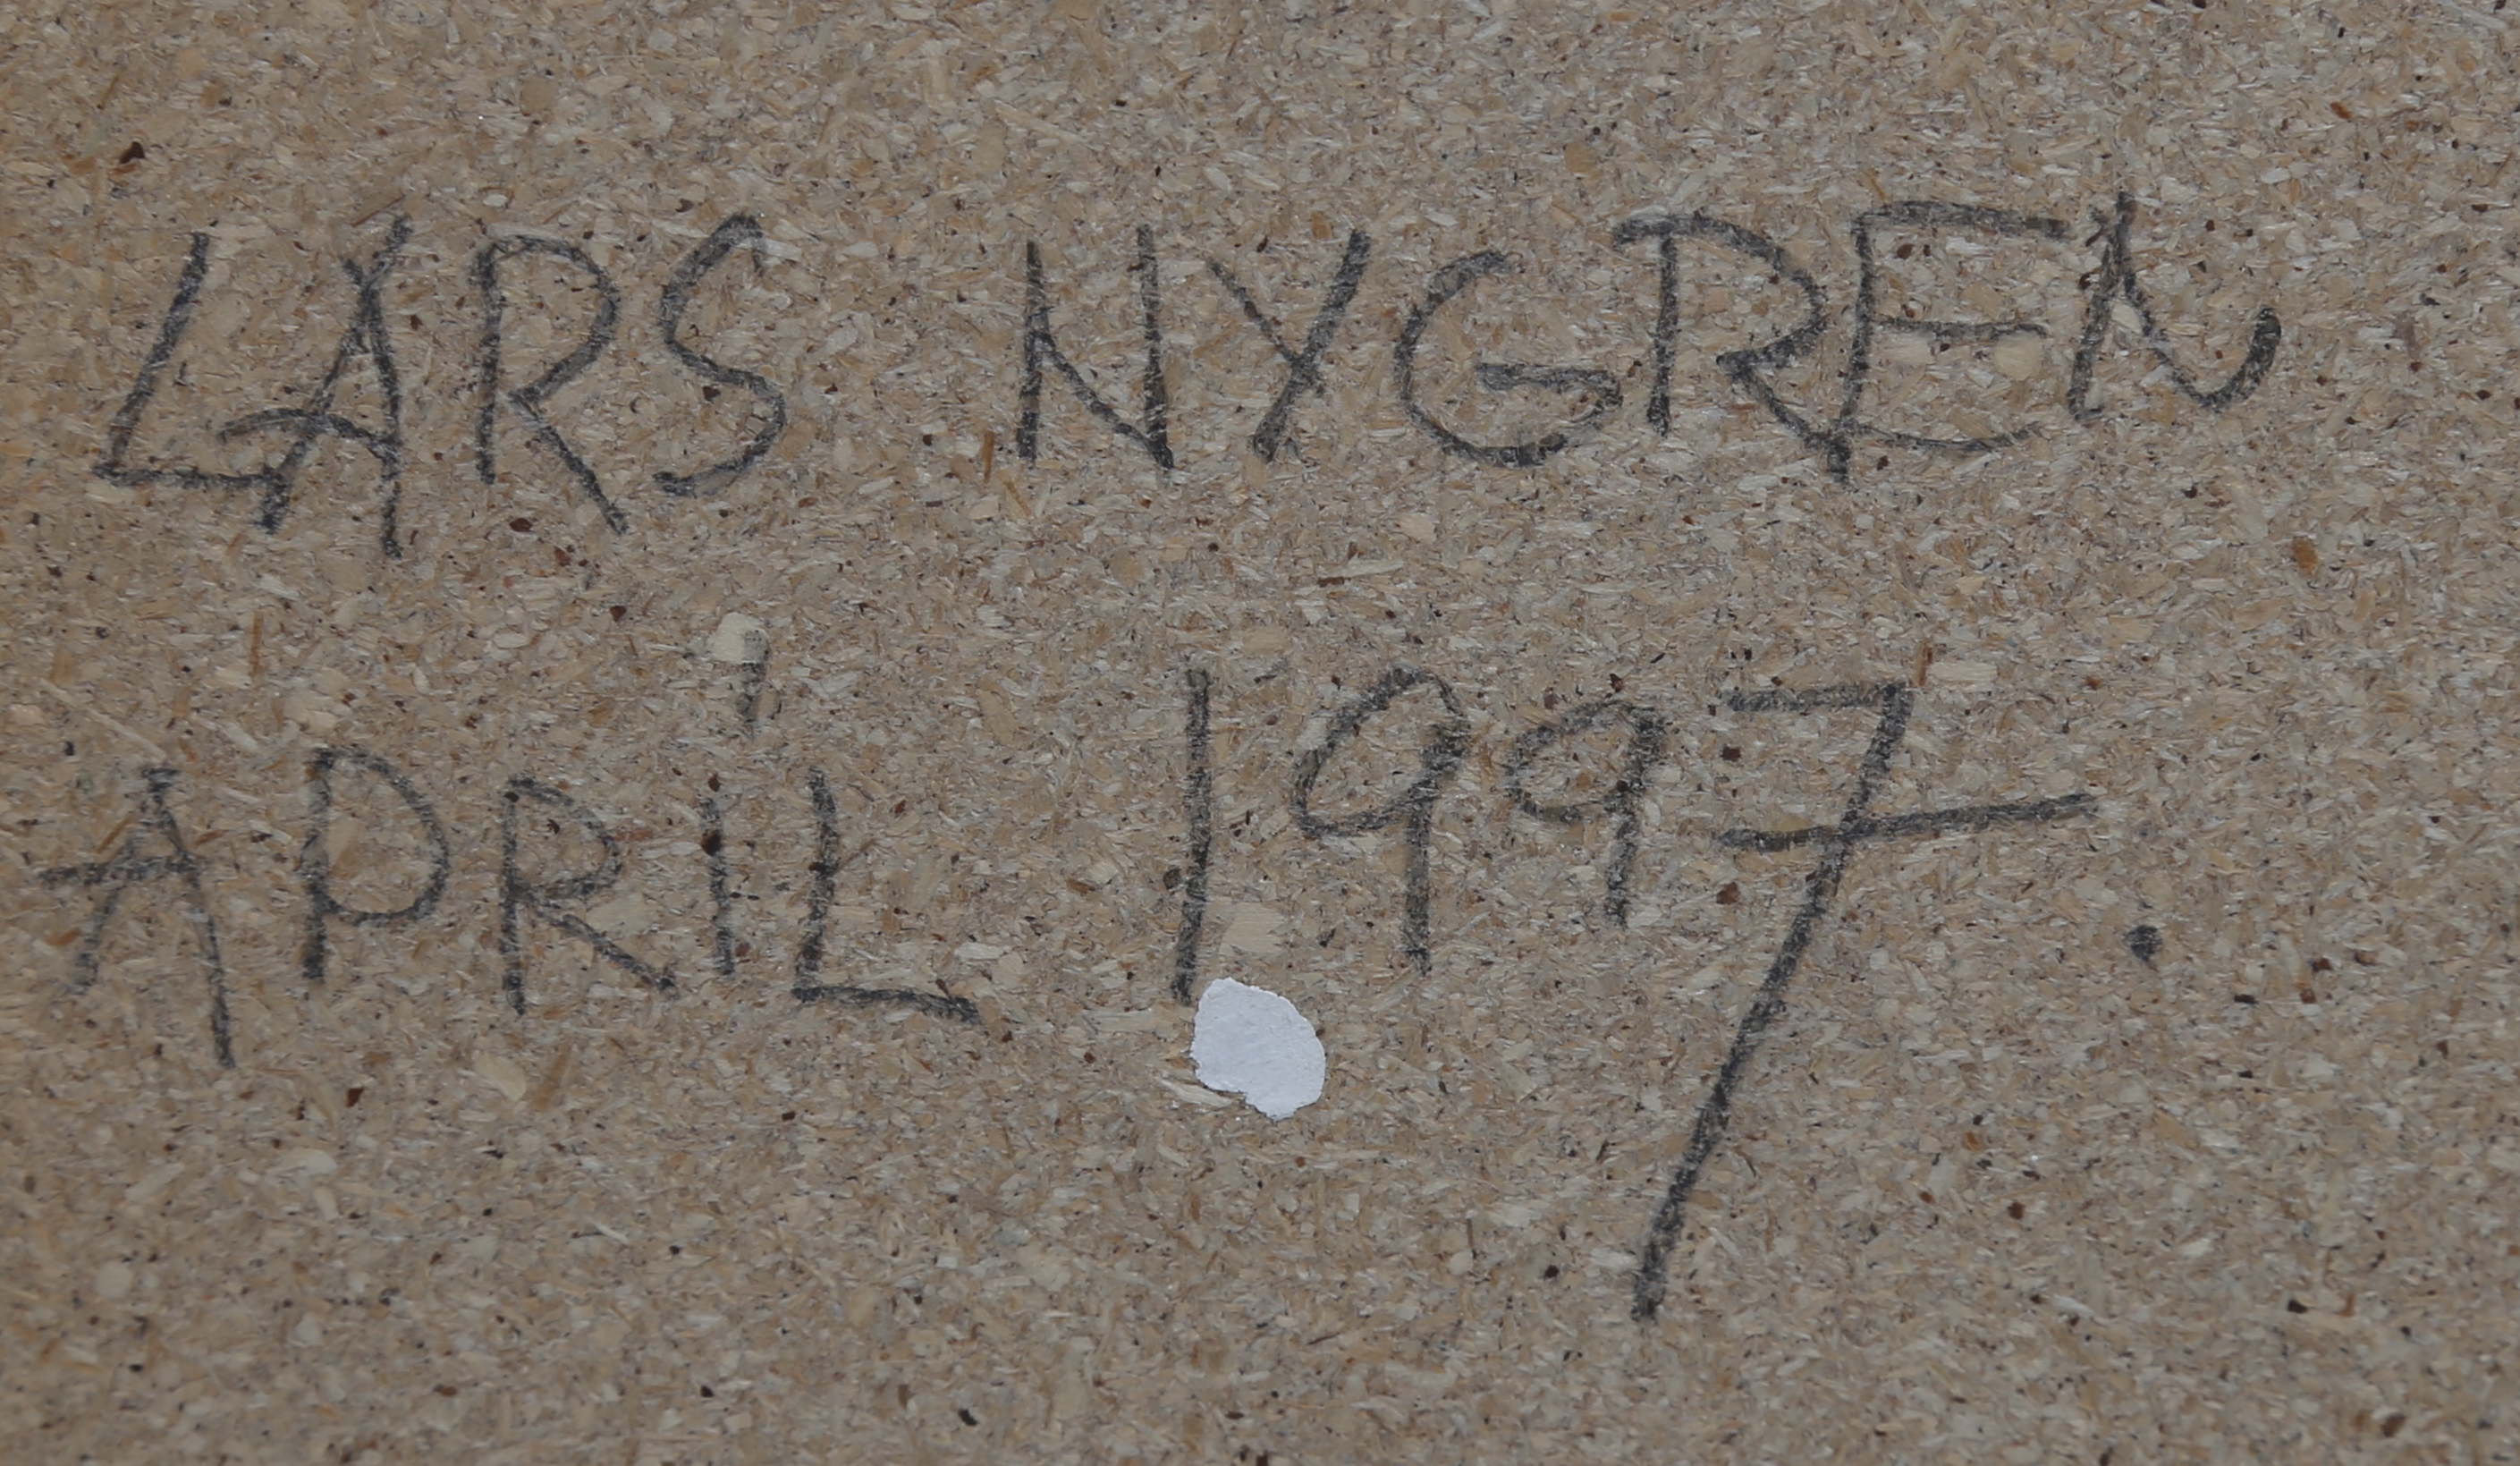 LARS NYGREN
APRiL 1997.